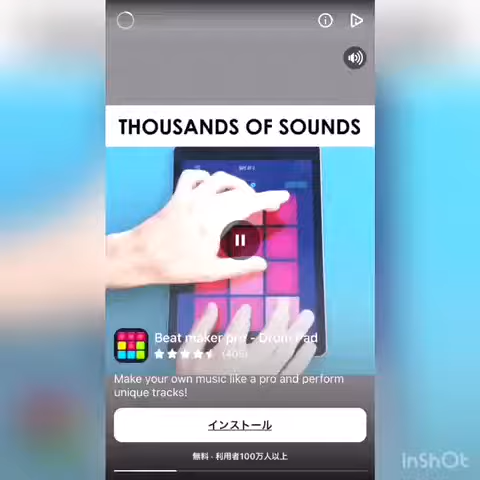 THOUSANDS OF SOUNDS
Beat maker pro - Drum Pad
(405)
Make your own music like a pro and perform
unique tracks!
インストール
無料 · 利用者100万人以上
InShOt